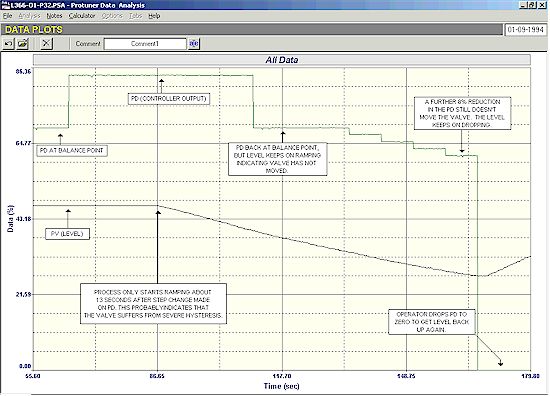 L366-01-P32.PSA - Protuner Data Analysis
File Analysis Notes Calculator Options Tabs Help
DATA PLOTS
01-09-1994
Comment
Comment1
All Data
85.36
64.77
43.18
21.59
0.00
Data (%)
PD (CONTROLLER OUTPUT)
A FURTHER 8% REDUCTION
IN THE PD STILL DOESN'T
MOVE THE VALVE. THE LEVEL
KEEPS ON DROPPING.
PD AT BALANCE POINT
PD BACK AT BALANCE POINT,
BUT LEVEL KEEPS ON RAMPING
INDICATING VALVE HAS NOT
MOVED.
PV (LEVEL)
PROCESS ONLY STARTS RAMPING ABOUT
13 SECONDS AFTER STEP CHANGE MADE
ON PD. THIS PROBABLY INDICATES THAT
THE VALVE SUFFERS FROM SEVERE HYSTERESIS.
OPERATOR DROPS PD TO
ZERO TO GET LEVEL BACK
UP AGAIN.
86.65
148.75
179.80
Time (sec)